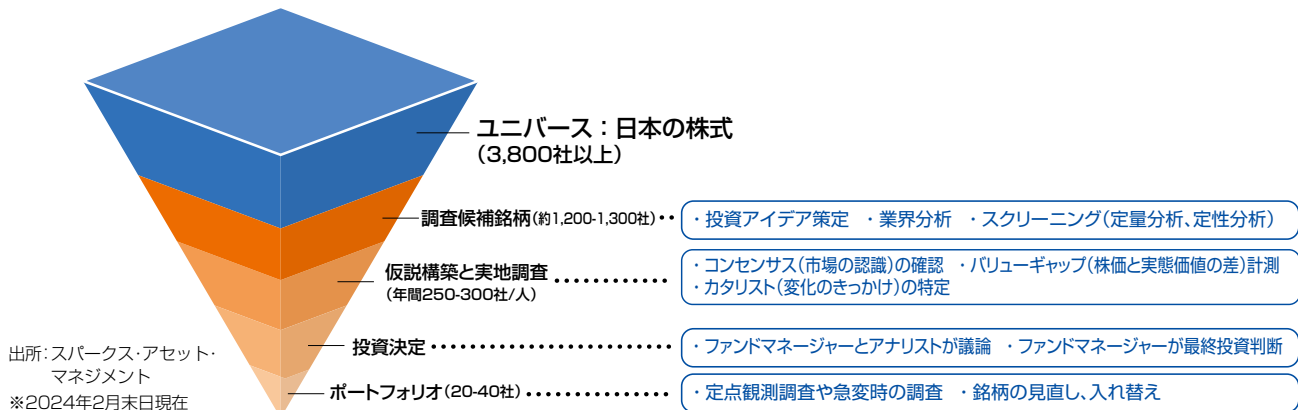 ユニバース：日本の株式
(3,800社以上)
調査候補銘柄(約1,200-1,300社)
・投資アイデア策定 ・業界分析 ・スクリーニング(定量分析、定性分析)
仮説構築と実地調査
(年間250-300社/人)
・コンセンサス(市場の認識)の確認 ・バリューギャップ(株価と実態価値の差)計測
・カタリスト(変化のきっかけ)の特定
投資決定
・ファンドマネージャーとアナリストが議論 ・ファンドマネージャーが最終投資判断
ポートフォリオ(20-40社)
・定点観測調査や急変時の調査 ・銘柄の見直し、入れ替え
出所：スパークス・アセット・
マネジメント
※2024年2月末日現在